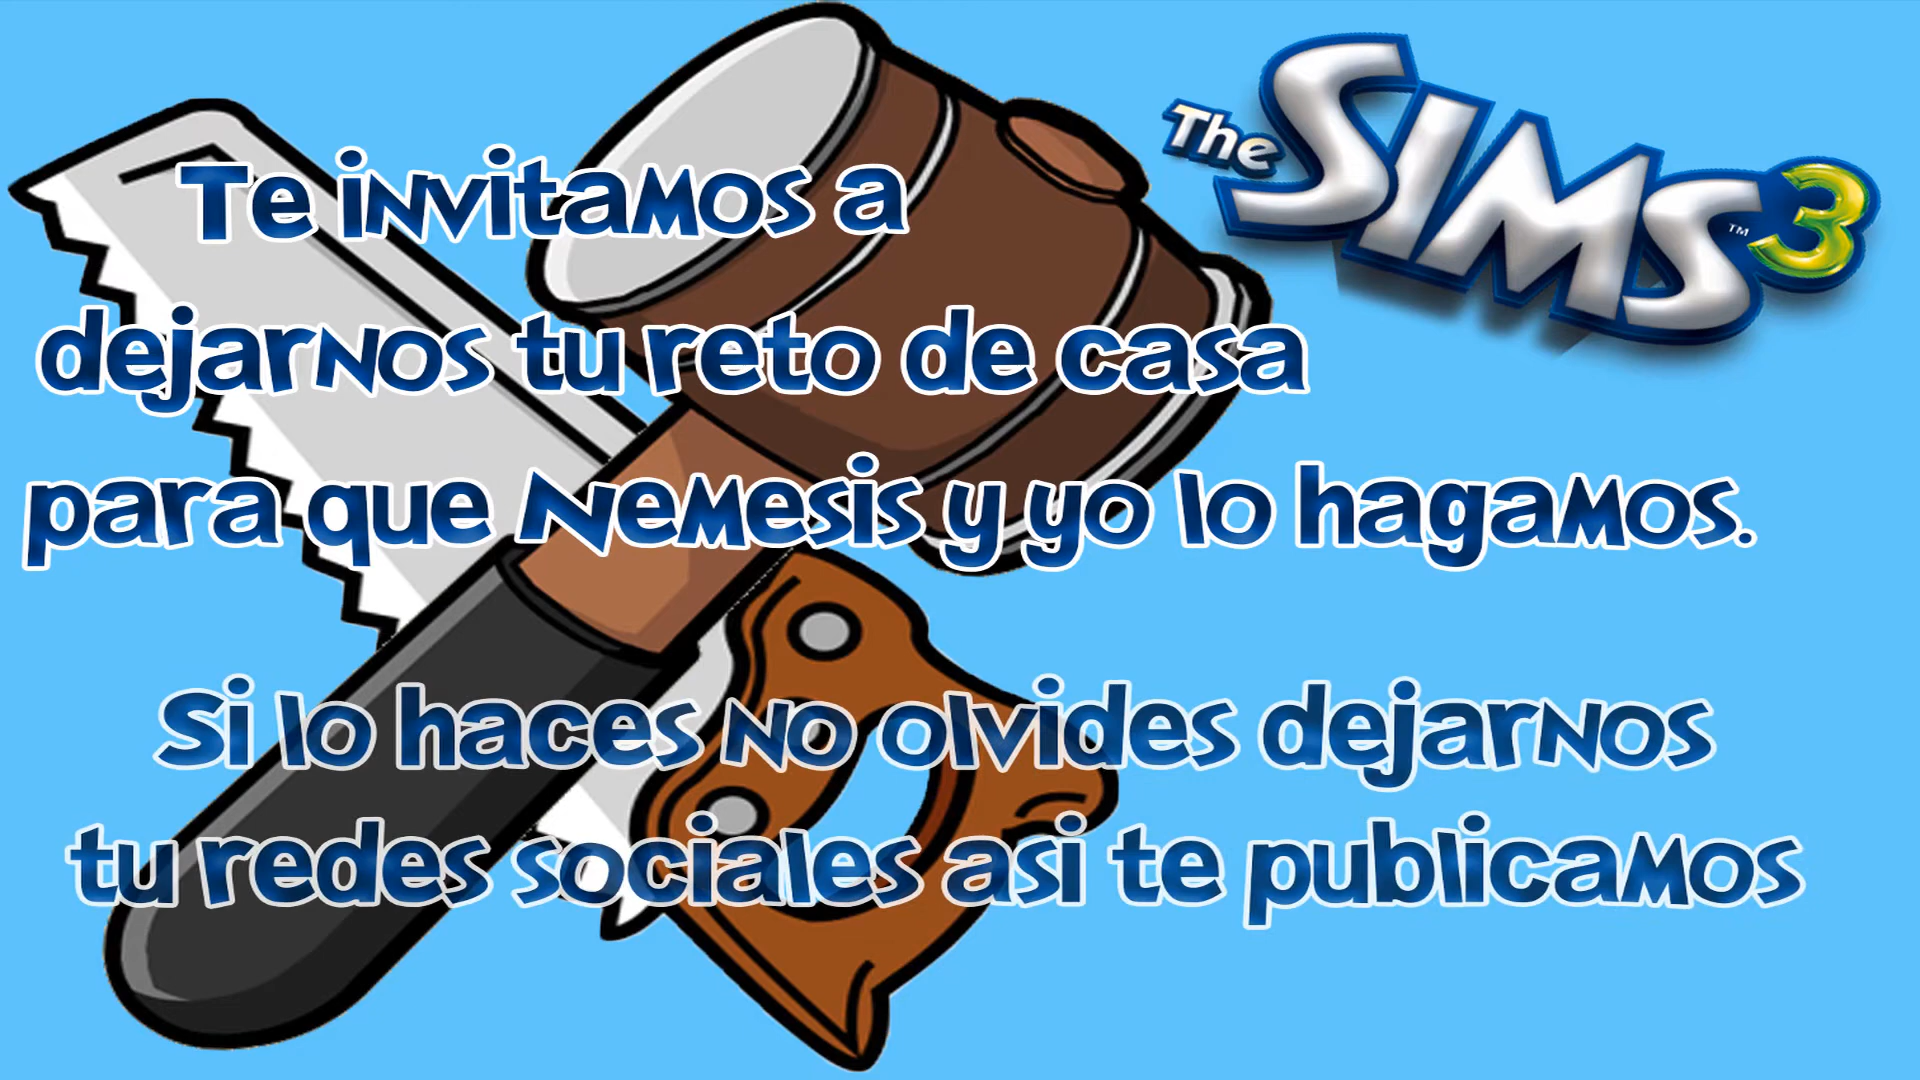 The SIMS 3 ™
Te invitamos a
dejarnos tu reto de casa
para que Nemesis y yo lo hagamos.
Si lo haces no olvides dejarnos
tu redes sociales asi te publicamos